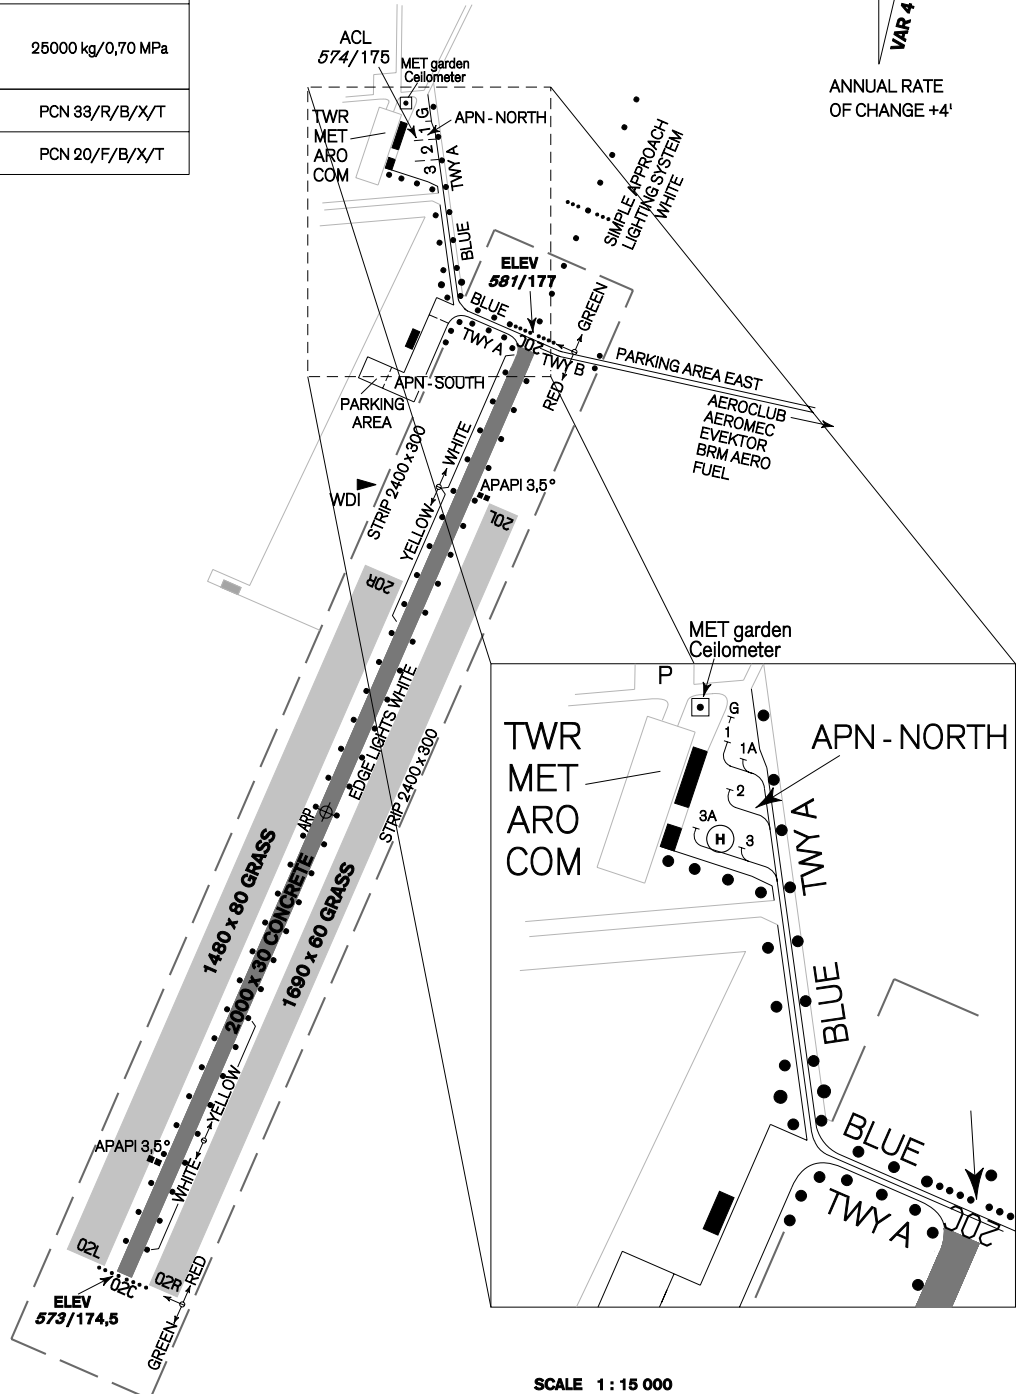 25000 kg/0,70 MPa
PCN 33/R/B/X/T
PCN 20/F/B/X/T
VAR 4
ANNUAL RATE
OF CHANGE +4'
ACL
574/175
MET garden
Ceilometer
TWR
MET
ARO
COM
APN - NORTH
G
1
2
3
TWY A
BLUE
SIMPLE APPROACH
LIGHTING SYSTEM
WHITE
ELEV
581/177
BLUE
GREEN
TWY A
20C
TWY B
RED
PARKING AREA EAST
APN - SOUTH
PARKING
AREA
AEROCLUB
AEROMEC
EVEKTOR
BRM AERO
FUEL
WHITE
STRIP 2400 x 300
WDI
APAPI 3,5°
YELLOW
20L
20R
EDGE LIGHTS WHITE
STRIP 2400 x 300
ARP
1480 x 80 GRASS
2000 x 30 CONCRETE
1690 x 60 GRASS
YELLOW
APAPI 3,5°
WHITE
02L
02C
02R
RED
ELEV
573/174,5
GREEN
MET garden
Ceilometer
P
TWR
MET
ARO
COM
G
1
1A
2
3A
H
3
APN - NORTH
TWY A
BLUE
BLUE
TWY A
20C
SCALE 1 : 15 000